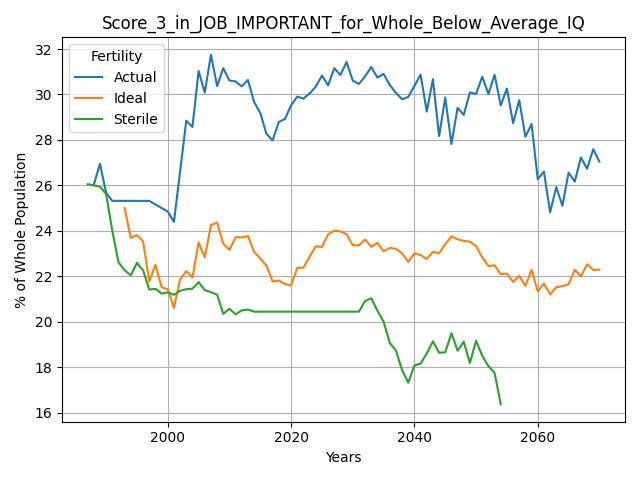 Score_3_in_JOB_IMPORTANT_for_Whole_Below_Average_IQ
Fertility
Actual
Ideal
Sterile
% of Whole Population
32
30
28
26
24
22
20
18
16
2000
2020
2040
2060
Years